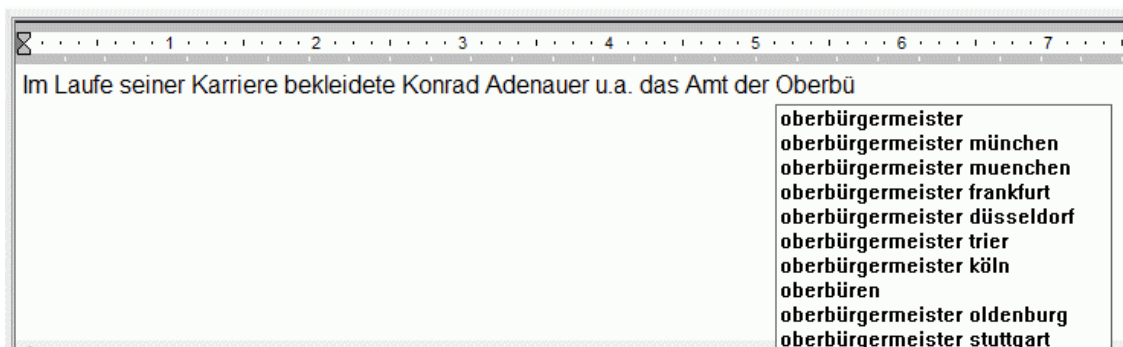 1 2 3 4 5 6 7
Im Laufe seiner Karriere bekleidete Konrad Adenauer u.a. das Amt der Oberbü
oberbürgermeister
oberbürgermeister münchen
oberbürgermeister muenchen
oberbürgermeister frankfurt
oberbürgermeister düsseldorf
oberbürgermeister trier
oberbürgermeister köln
oberbüren
oberbürgermeister oldenburg
oberbürgermeister stuttgart